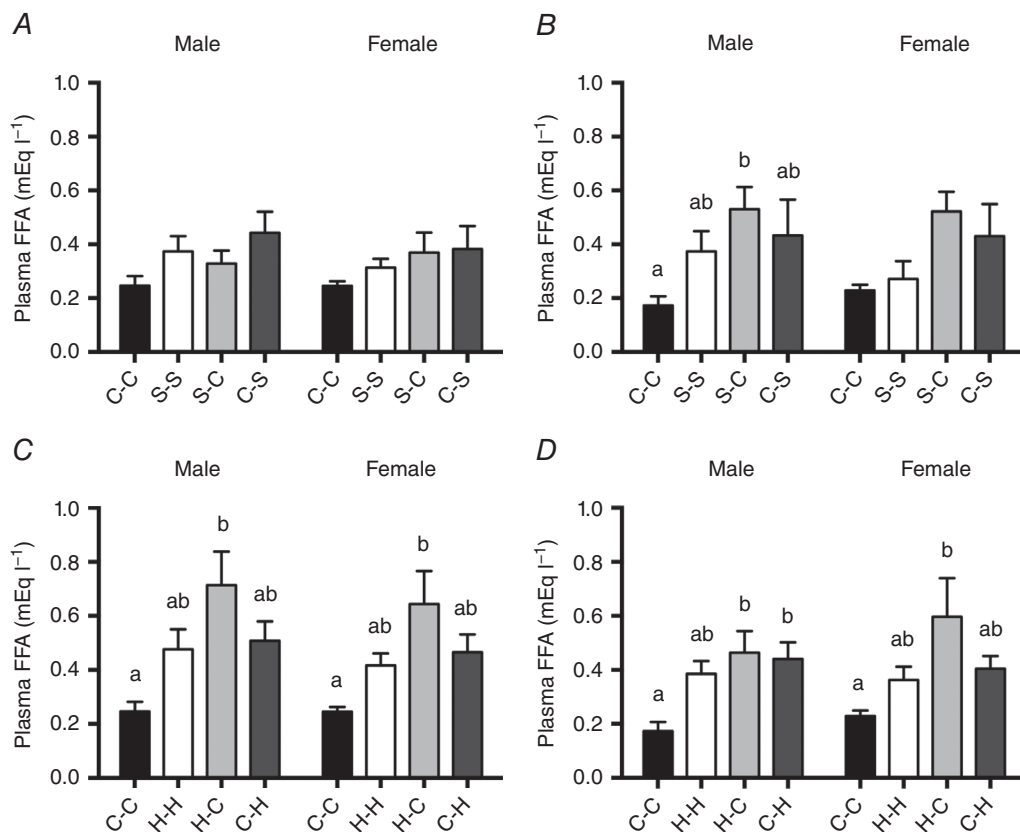 A
Male Female
1.0
0.8
0.6
0.4
0.2
0.0
Plasma FFA (mEq l⁻¹)
C-C S-S S-C C-S C-C S-S S-C C-S
B
Male Female
1.0
0.8
0.6
0.4
0.2
0.0
Plasma FFA (mEq l⁻¹)
a ab b ab
C-C S-S S-C C-S C-C S-S S-C C-S
C
Male Female
1.0
0.8
0.6
0.4
0.2
0.0
Plasma FFA (mEq l⁻¹)
a ab b ab a ab b ab
C-C H-H H-C C-H C-C H-H H-C C-H
D
Male Female
1.0
0.8
0.6
0.4
0.2
0.0
Plasma FFA (mEq l⁻¹)
a ab b b a ab b ab
C-C H-H H-C C-H C-C H-H H-C C-H